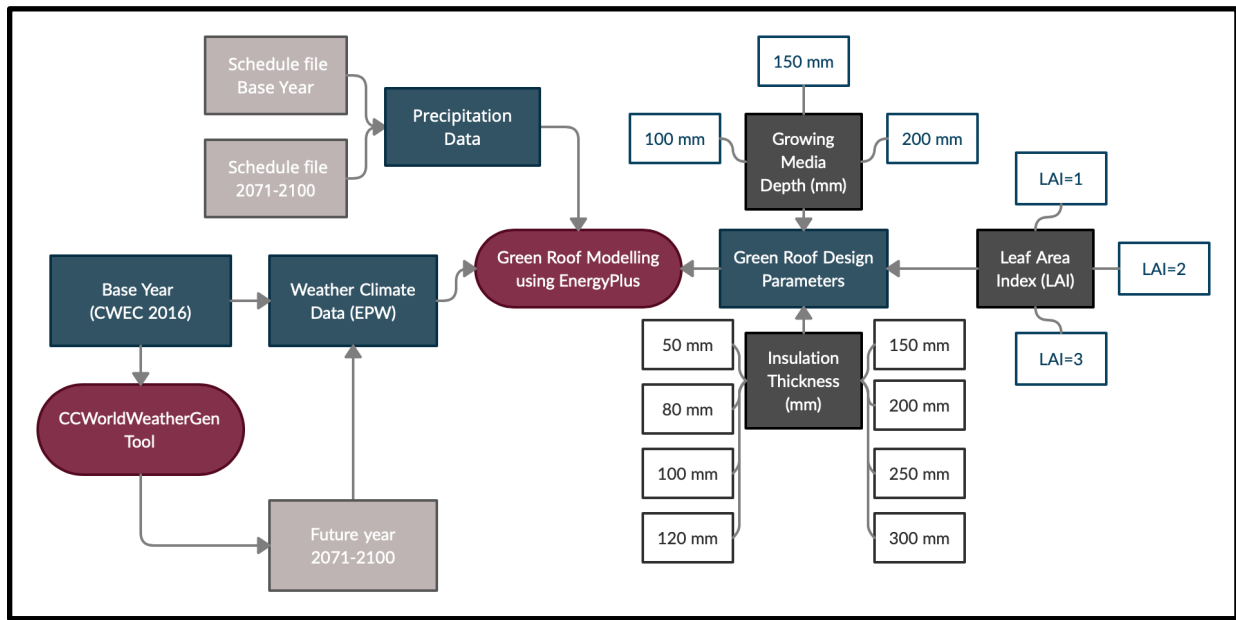 Schedule file
Base Year
Schedule file
2071-2100
Precipitation
Data
Base Year
(CWEC 2016)
Weather Climate
Data (EPW)
CCWorldWeatherGen
Tool
Future year
2071-2100
Green Roof Modelling
using EnergyPlus
150 mm
100 mm
Growing
Media
Depth (mm)
200 mm
Green Roof Design
Parameters
LAI=1
Leaf Area
Index (LAI)
LAI=2
LAI=3
Insulation
Thickness
(mm)
50 mm
80 mm
100 mm
120 mm
150 mm
200 mm
250 mm
300 mm